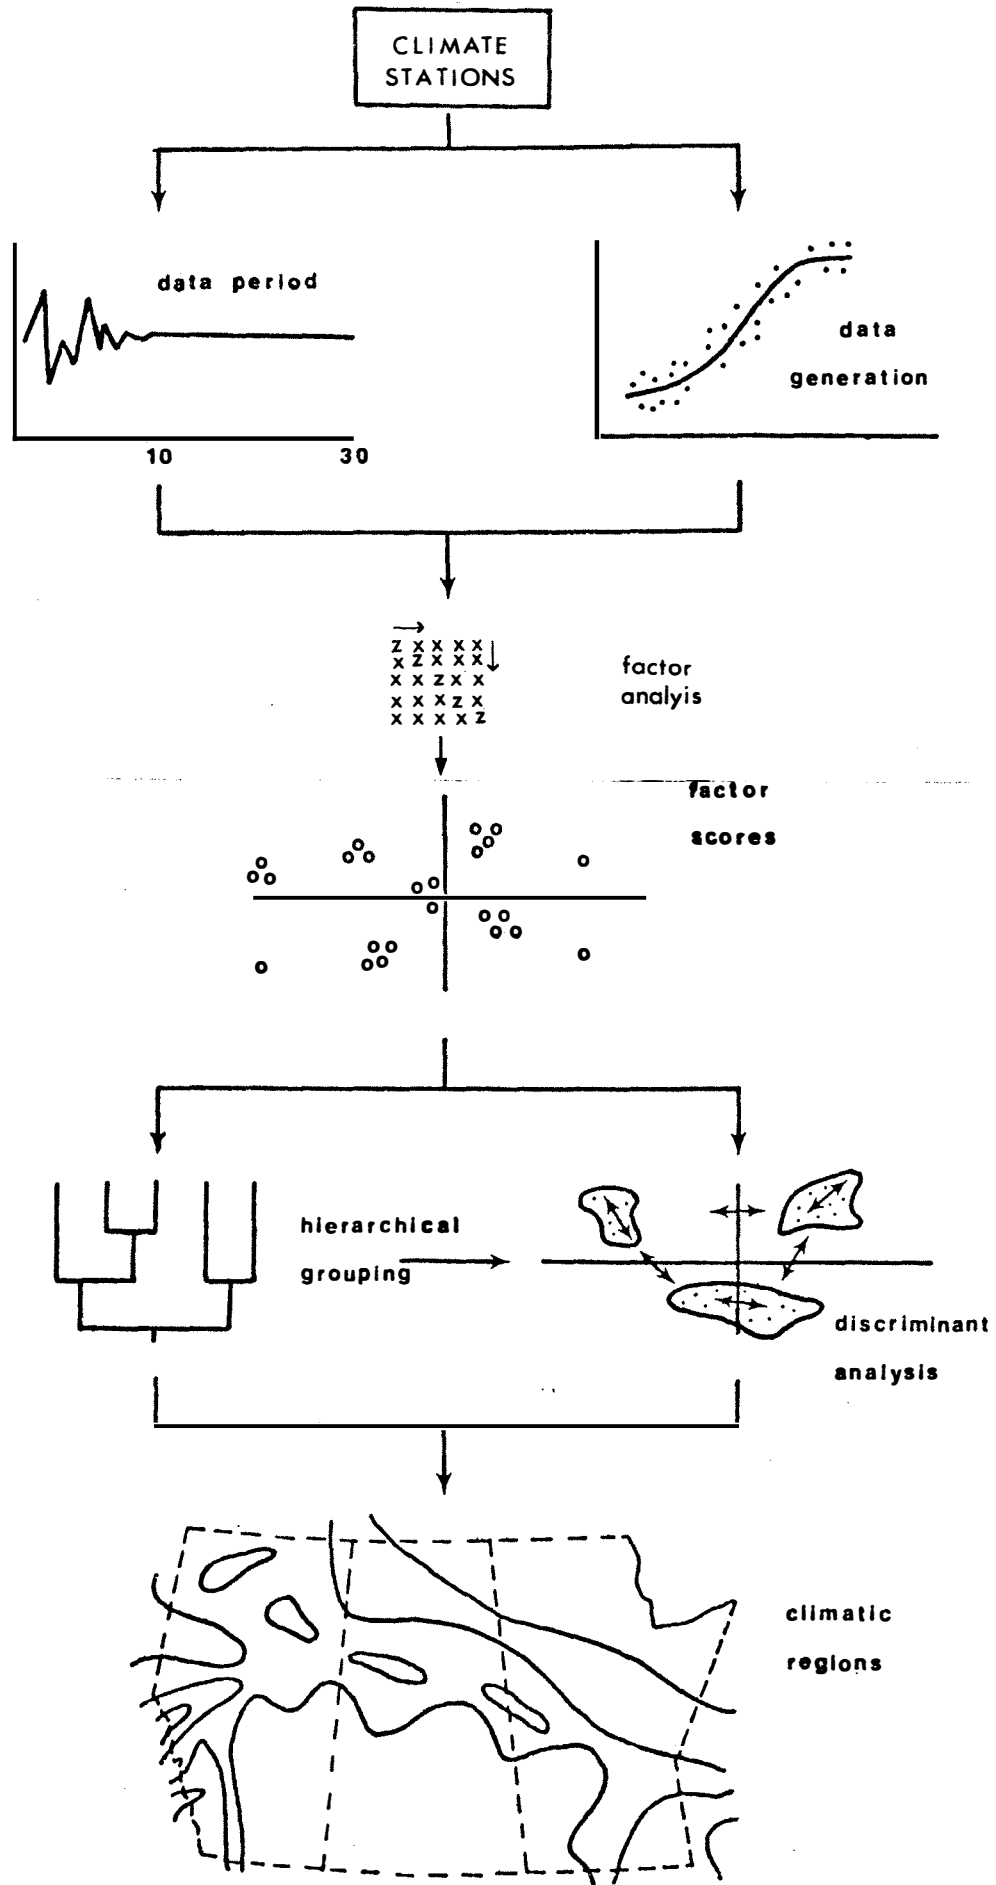 CLIMATE
STATIONS
data period
10 30
data
generation
z x x x x
x z x x x
x x z x x
x x x z x
x x x x z
factor
analyis
factor
scores
hierarchical
grouping
discriminant
analysis
climatic
regions